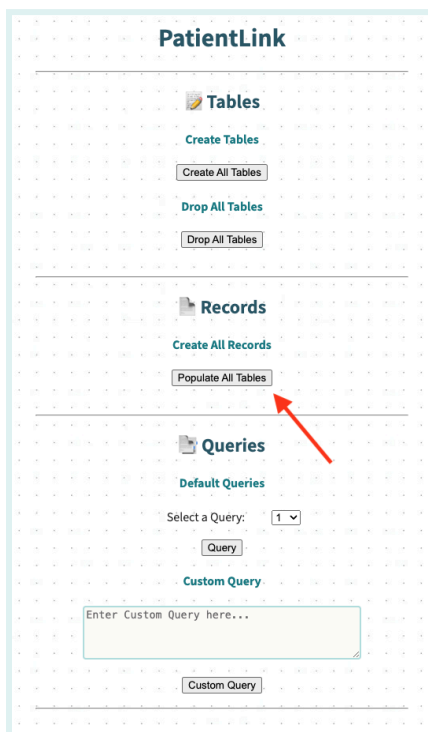 PatientLink
Tables
Create Tables
Create All Tables
Drop All Tables
Drop All Tables
Records
Create All Records
Populate All Tables
Queries
Default Queries
Select a Query: 1
Query
Custom Query
Enter Custom Query here...
Custom Query